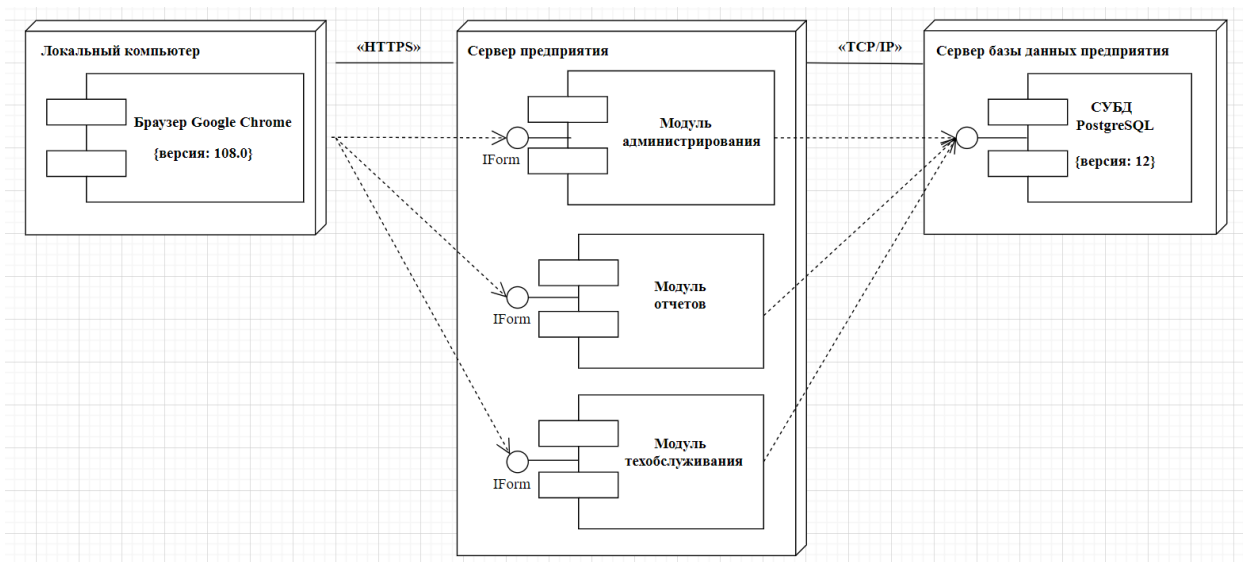 Локальный компьютер
Браузер Google Chrome
{версия: 108.0}
«HTTPS»
Сервер предприятия
IForm
Модуль
администрирования
IForm
Модуль
отчетов
IForm
Модуль
техобслуживания
«TCP/IP»
Сервер базы данных предприятия
СУБД
PostgreSQL
{версия: 12}